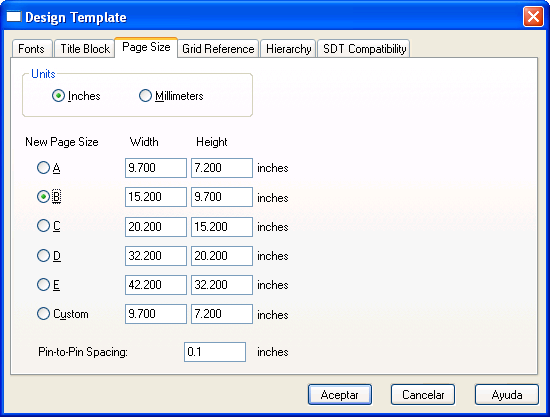 Design Template
Fonts Title Block Page Size Grid Reference Hierarchy SDT Compatibility
Units
Inches Millimeters
New Page Size Width Height
A 9.700 7.200 inches
B 15.200 9.700 inches
C 20.200 15.200 inches
D 32.200 20.200 inches
E 42.200 32.200 inches
Custom 9.700 7.200 inches
Pin-to-Pin Spacing: 0.1 inches
Aceptar Cancelar Ayuda